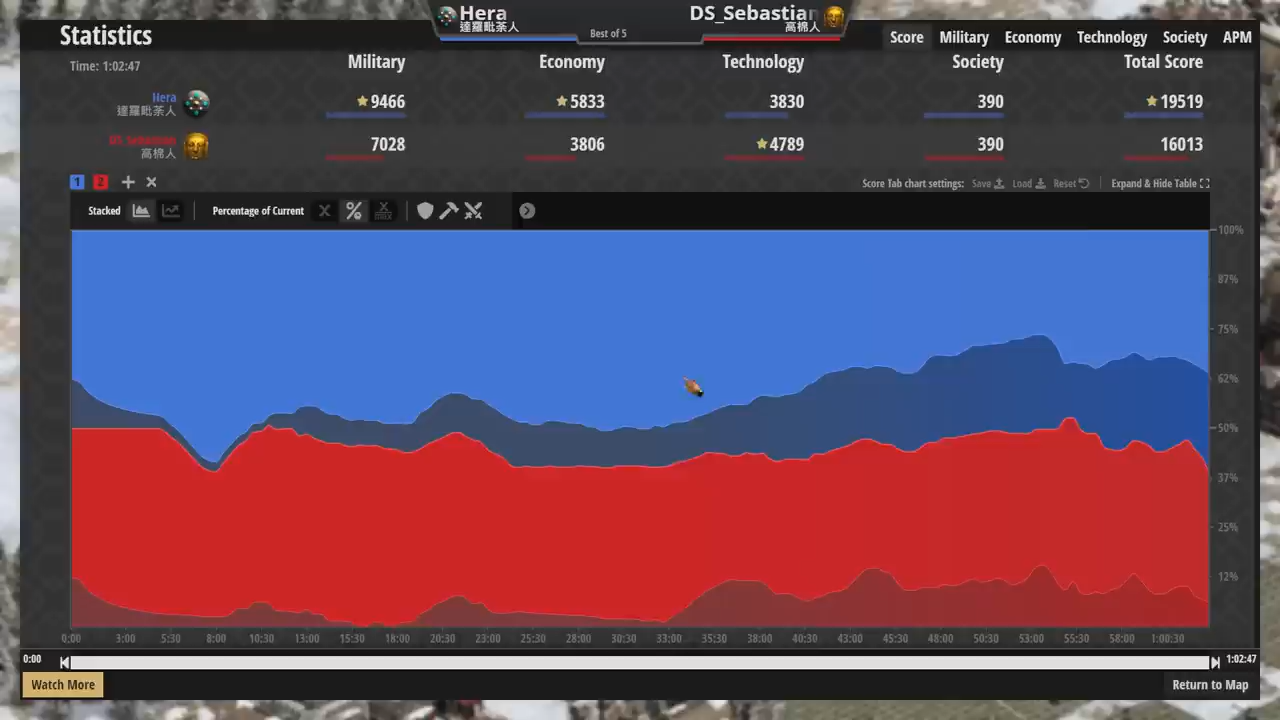 Hera
達羅毗荼人
Best of 5
DS_Sebastian
高棉人
Statistics
Score Military Economy Technology Society APM
Time: 1:02:47
Military Economy Technology Society Total Score
Hera
達羅毗荼人
9466 5833 3830 390 19519
DS_Sebastian
高棉人
7028 3806 4789 390 16013
1 2
Score Tab chart settings: Save Load Reset Expand & Hide Table
Stacked Percentage of Current X % X max
100%
87%
75%
62%
50%
37%
25%
12%
0:00 3:00 5:30 8:00 10:30 13:00 15:30 18:00 20:30 23:00 25:30 28:00 30:30 33:00 35:30 38:00 40:30 43:00 45:30 48:00 50:30 53:00 55:30 58:00 1:00:30
0:00 1:02:47
Watch More Return to Map